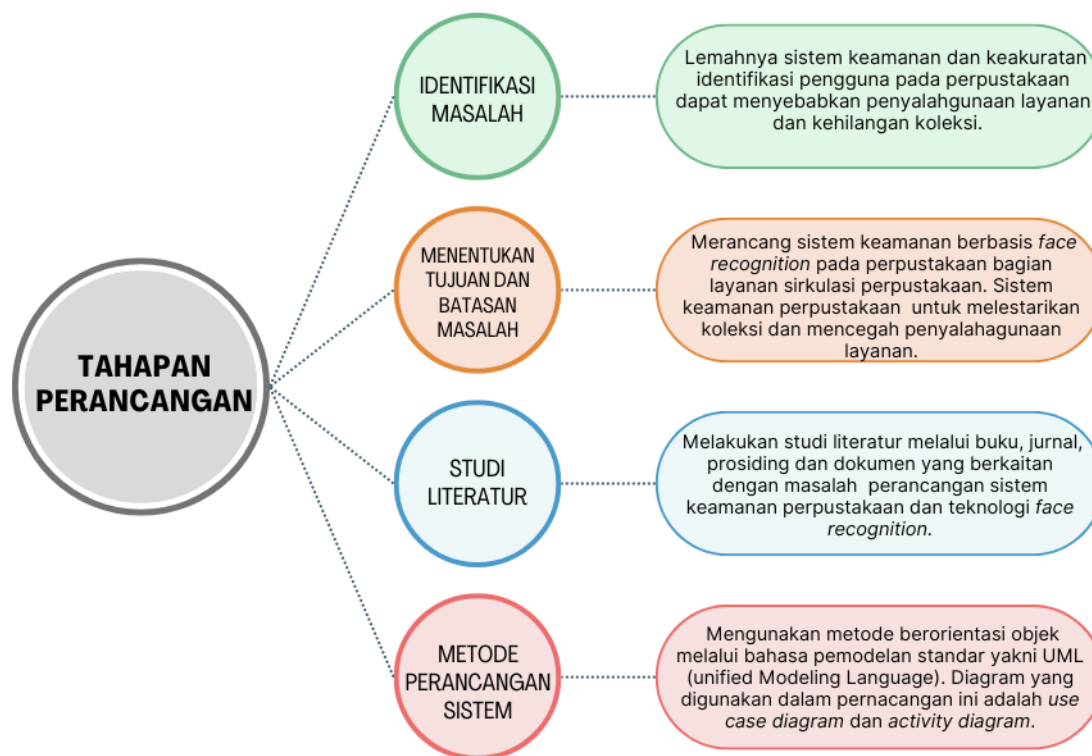 TAHAPAN
PERANCANGAN
IDENTIFIKASI
MASALAH
Lemahnya sistem keamanan dan keakuratan
identifikasi pengguna pada perpustakaan
dapat menyebabkan penyalahgunaan layanan
dan kehilangan koleksi.
MENENTUKAN
TUJUAN DAN
BATASAN
MASALAH
Merancang sistem keamanan berbasis face
recognition pada perpustakaan bagian
layanan sirkulasi perpustakaan. Sistem
keamanan perpustakaan untuk melestarikan
koleksi dan mencegah penyalahagunaan
layanan.
STUDI
LITERATUR
Melakukan studi literatur melalui buku, jurnal,
prosiding dan dokumen yang berkaitan
dengan masalah perancangan sistem
keamanan perpustakaan dan teknologi face
recognition.
METODE
PERANCANGAN
SISTEM
Mengunakan metode berorientasi objek
melalui bahasa pemodelan standar yakni UML
(unified Modeling Language). Diagram yang
digunakan dalam pernacangan ini adalah use
case diagram dan activity diagram.